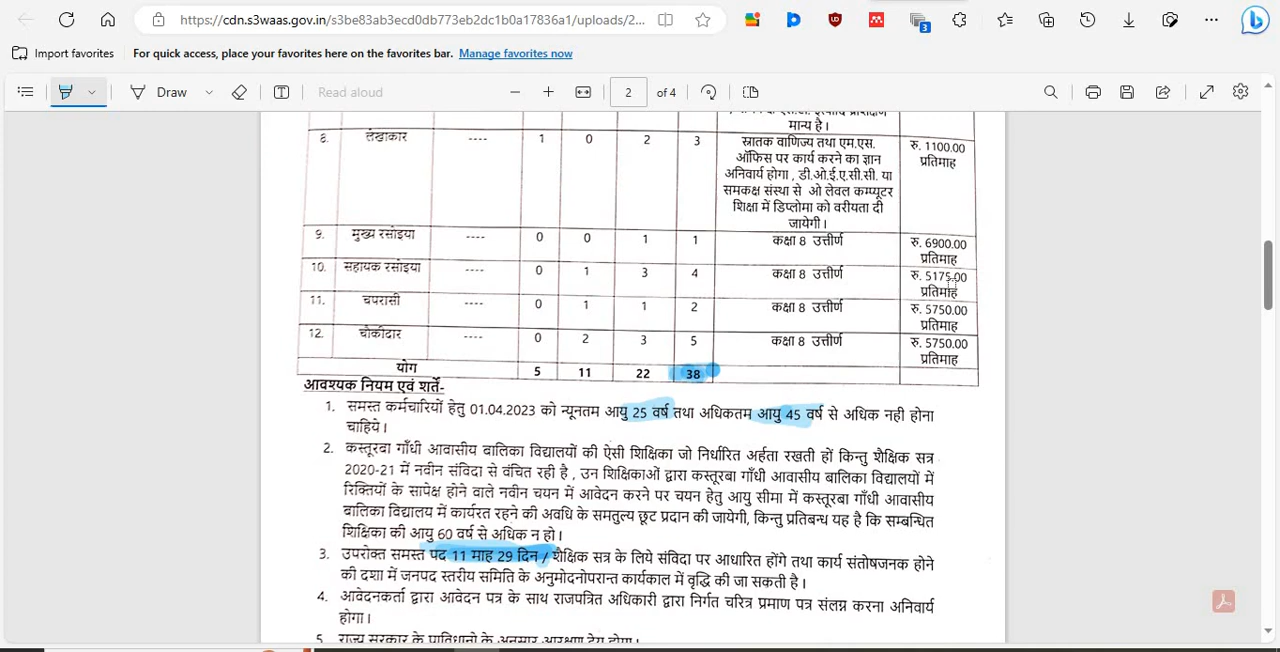 https://cdn.s3waas.gov.in/s3be83ab3ecd0db773eb2dc1b0a17836a1/uploads/2...
3
Import favorites For quick access, place your favorites here on the favorites bar. Manage favorites now
Draw Read aloud 2 of 4
मान्य है।
8. लेखाकार ---- 1 0 2 3 स्नातक वाणिज्य तथा एम.एस. रु. 1100.00
ऑफिस पर कार्य करने का ज्ञान प्रतिमाह
अनिवार्य होगा , डी.ओ.ई.ए.सी.सी. या
समकक्ष संस्था से ओ लेवल कम्प्यूटर
शिक्षा में डिप्लोमा को वरीयता दी
जायेगी।
9. मुख्य रसोइया ---- 0 0 1 1 कक्षा 8 उत्तीर्ण रु. 6900.00
प्रतिमाह
10. सहायक रसोइया ---- 0 1 3 4 कक्षा 8 उत्तीर्ण रु. 5175.00
प्रतिमाह
11. चपरासी ---- 0 1 1 2 कक्षा 8 उत्तीर्ण रु. 5750.00
प्रतिमाह
12. चौकीदार ---- 0 2 3 5 कक्षा 8 उत्तीर्ण रु. 5750.00
प्रतिमाह
योग 5 11 22 38
आवश्यक नियम एवं शर्ते-
1. समस्त कर्मचारियों हेतु 01.04.2023 को न्यूनतम आयु 25 वर्ष तथा अधिकतम आयु 45 वर्ष से अधिक नही होना
चाहिये।
2. कस्तूरबा गाँधी आवासीय बालिका विद्यालयों की ऐसी शिक्षिका जो निर्धारित अर्हता रखती हों किन्तु शैक्षिक सत्र
2020-21 में नवीन संविदा से वंचित रही है , उन शिक्षिकाओं द्वारा कस्तूरबा गाँधी आवासीय बालिका विद्यालयों में
रिक्तियों के सापेक्ष होने वाले नवीन चयन में आवेदन करने पर चयन हेतु आयु सीमा में कस्तूरबा गाँधी आवासीय
बालिका विद्यालय में कार्यरत रहने की अवधि के समतुल्य छूट प्रदान की जायेगी, किन्तु प्रतिबन्ध यह है कि सम्बन्धित
शिक्षिका की आयु 60 वर्ष से अधिक न हो।
3. उपरोक्त समस्त पद 11 माह 29 दिन / शैक्षिक सत्र के लिये संविदा पर आधारित होंगे तथा कार्य संतोषजनक होने
की दशा में जनपद स्तरीय समिति के अनुमोदनोपरान्त कार्यकाल में वृद्धि की जा सकती है।
4. आवेदनकर्ता द्वारा आवेदन पत्र के साथ राजपत्रित अधिकारी द्वारा निर्गत चरित्र प्रमाण पत्र संलग्न करना अनिवार्य
होगा।
5. राज्य सरकार के प्राविधानो के अनुसार आरक्षण देय होगा।